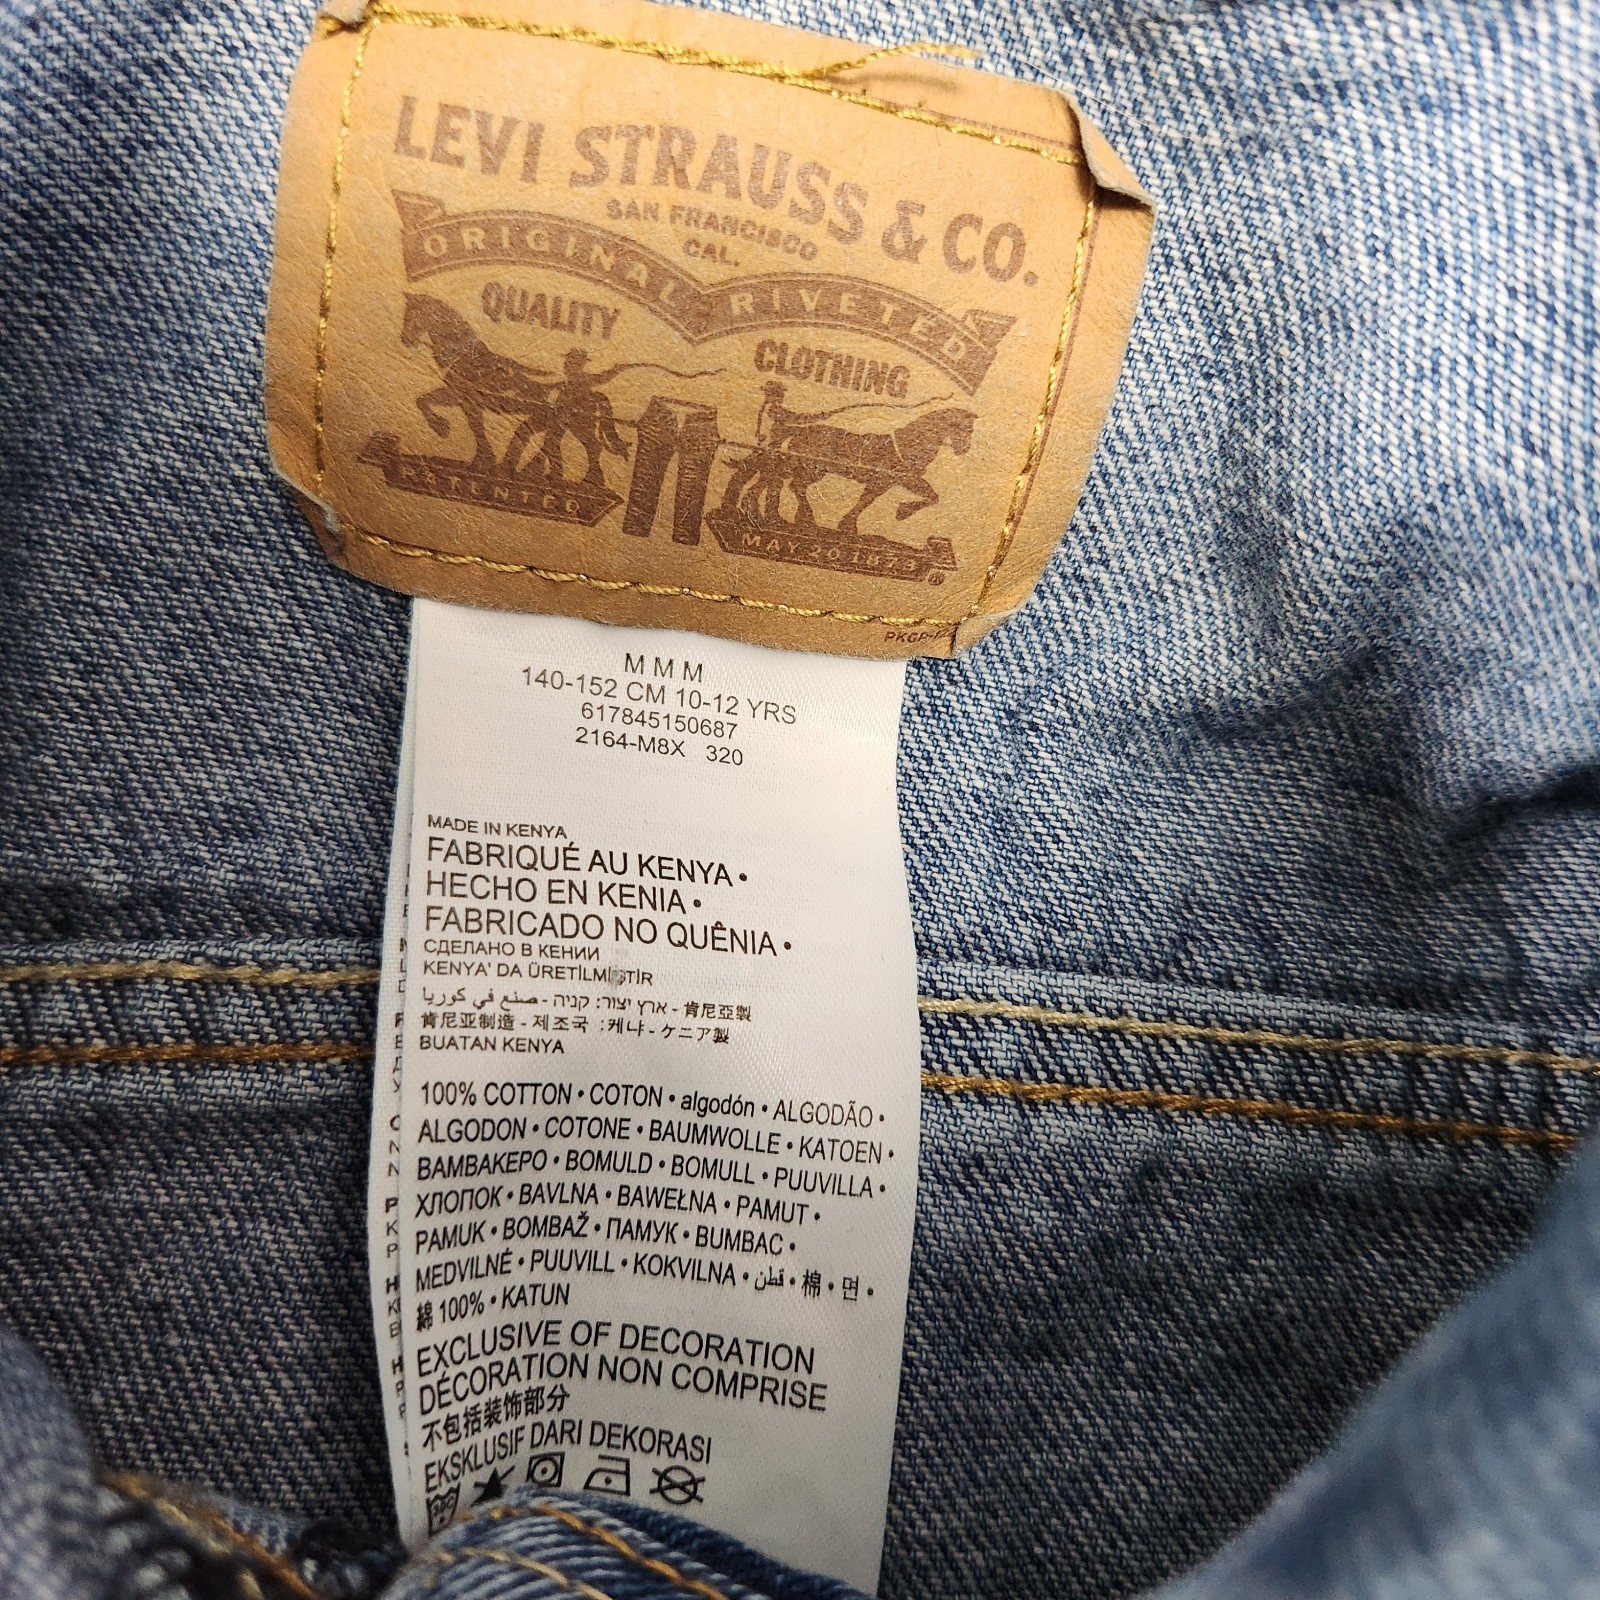 LEVI STRAUSS & CO.
SAN FRANCISCO
CAL.
ORIGINAL RIVETED
QUALITY
CLOTHING
PATENTED
MAY 20 1873 ®
M M M
140-152 CM 10-12 YRS
617845150687
2164-M8X 320
MADE IN KENYA
FABRIQUÉ AU KENYA •
HECHO EN KENIA •
FABRICADO NO QUÊNIA •
СДЕЛАНО В КЕНИИ
KENYA' DA ÜRETİLMİŞTİR
肯尼亞製 - ארץ יצור: קניה - صنع في كوريا
肯尼亚制造 - 제조국 :케냐 - ケニア製
BUATAN KENYA
100% COTTON • COTON • algodón • ALGODÃO •
ALGODON • COTONE • BAUMWOLLE • KATOEN •
BAMBAKEPO • BOMULD • BOMULL • PUUVILLA •
ХЛОПОК • BAVLNA • BAWEŁNA • PAMUT •
PAMUK • BOMBAŽ • ПАМУК • BUMBAC •
MEDVILNÉ • PUUVILL • KOKVILNA • قطن • 棉 • 면 •
綿 100% • KATUN
EXCLUSIVE OF DECORATION
DÉCORATION NON COMPRISE
不包括装饰部分
EKSKLUSIF DARI DEKORASI